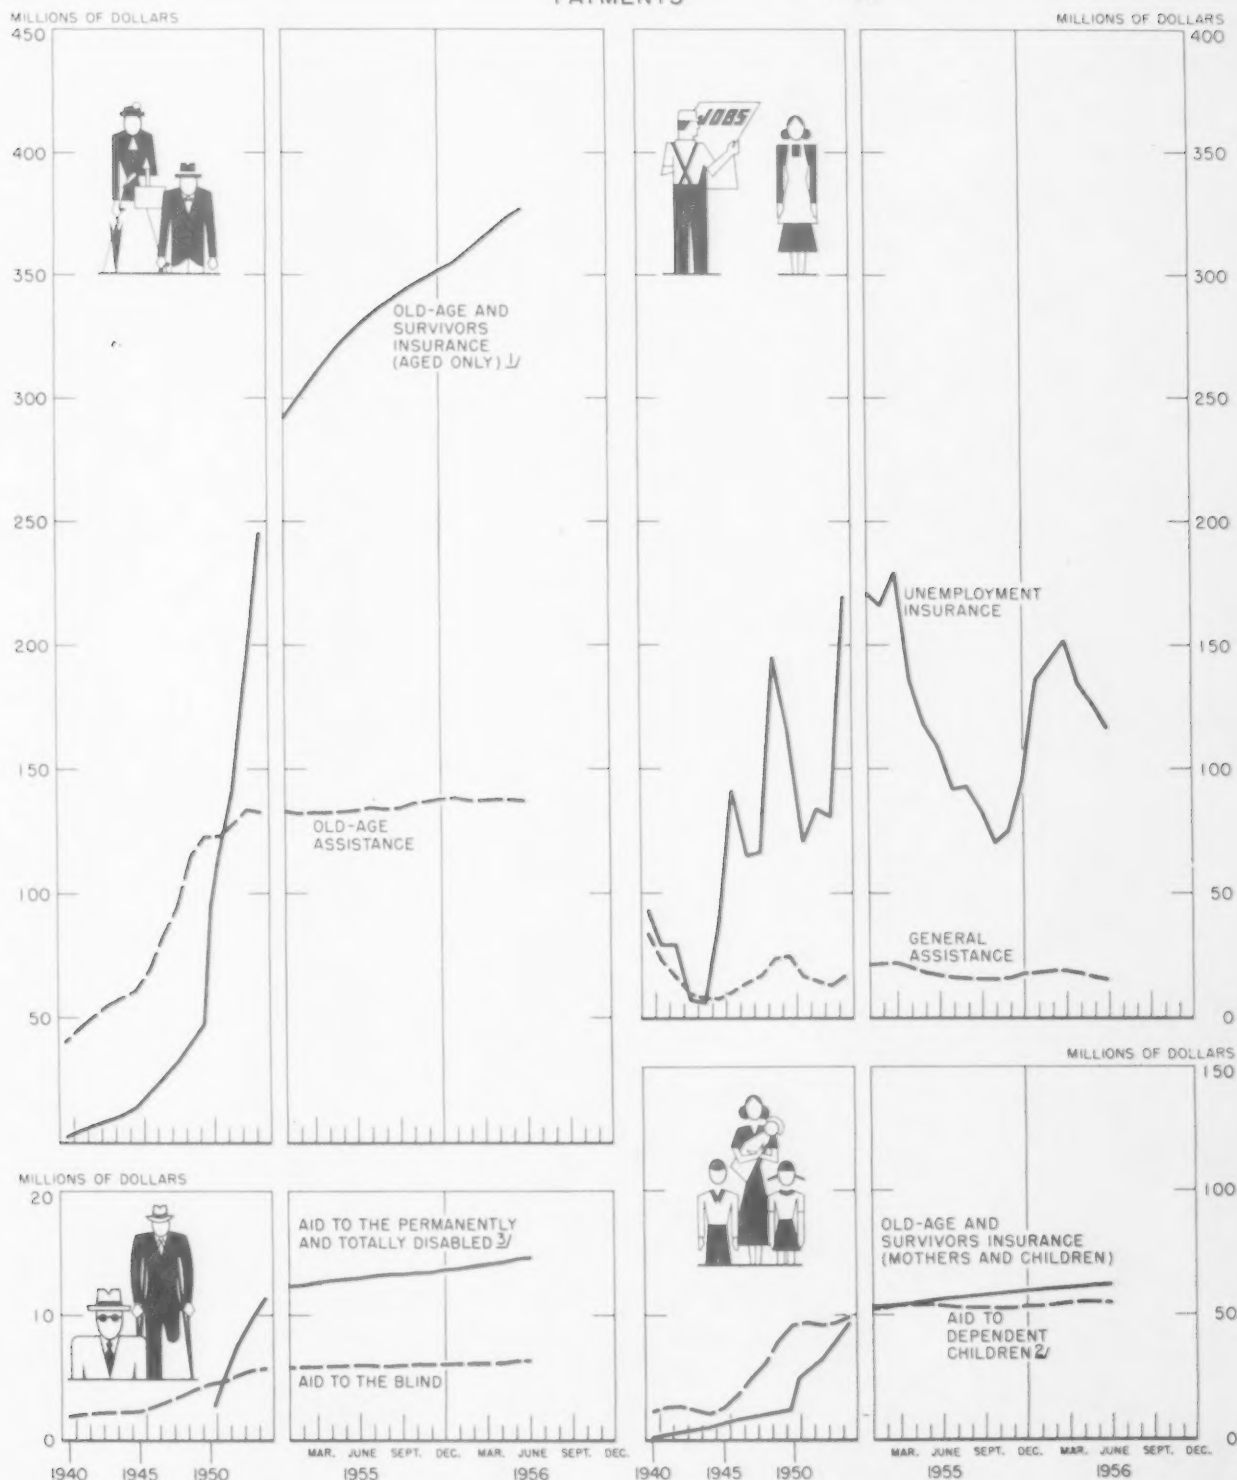 PAYMENTS
MILLIONS OF DOLLARS
450
400
350
300
250
200
150
100
50
OLD-AGE AND
SURVIVORS
INSURANCE
(AGED ONLY) 1/
OLD-AGE
ASSISTANCE
MILLIONS OF DOLLARS
400
350
300
250
200
150
100
50
0
JOBS
UNEMPLOYMENT
INSURANCE
GENERAL
ASSISTANCE
MILLIONS OF DOLLARS
20
10
0
AID TO THE PERMANENTLY
AND TOTALLY DISABLED 3/
AID TO THE BLIND
MAR. JUNE SEPT. DEC. MAR. JUNE SEPT. DEC.
1940 1945 1950 1955 1956
MILLIONS OF DOLLARS
150
100
50
0
OLD-AGE AND
SURVIVORS INSURANCE
(MOTHERS AND CHILDREN)
AID TO
DEPENDENT
CHILDREN 2/
MAR. JUNE SEPT. DEC. MAR. JUNE SEPT. DEC.
1940 1945 1950 1955 1956